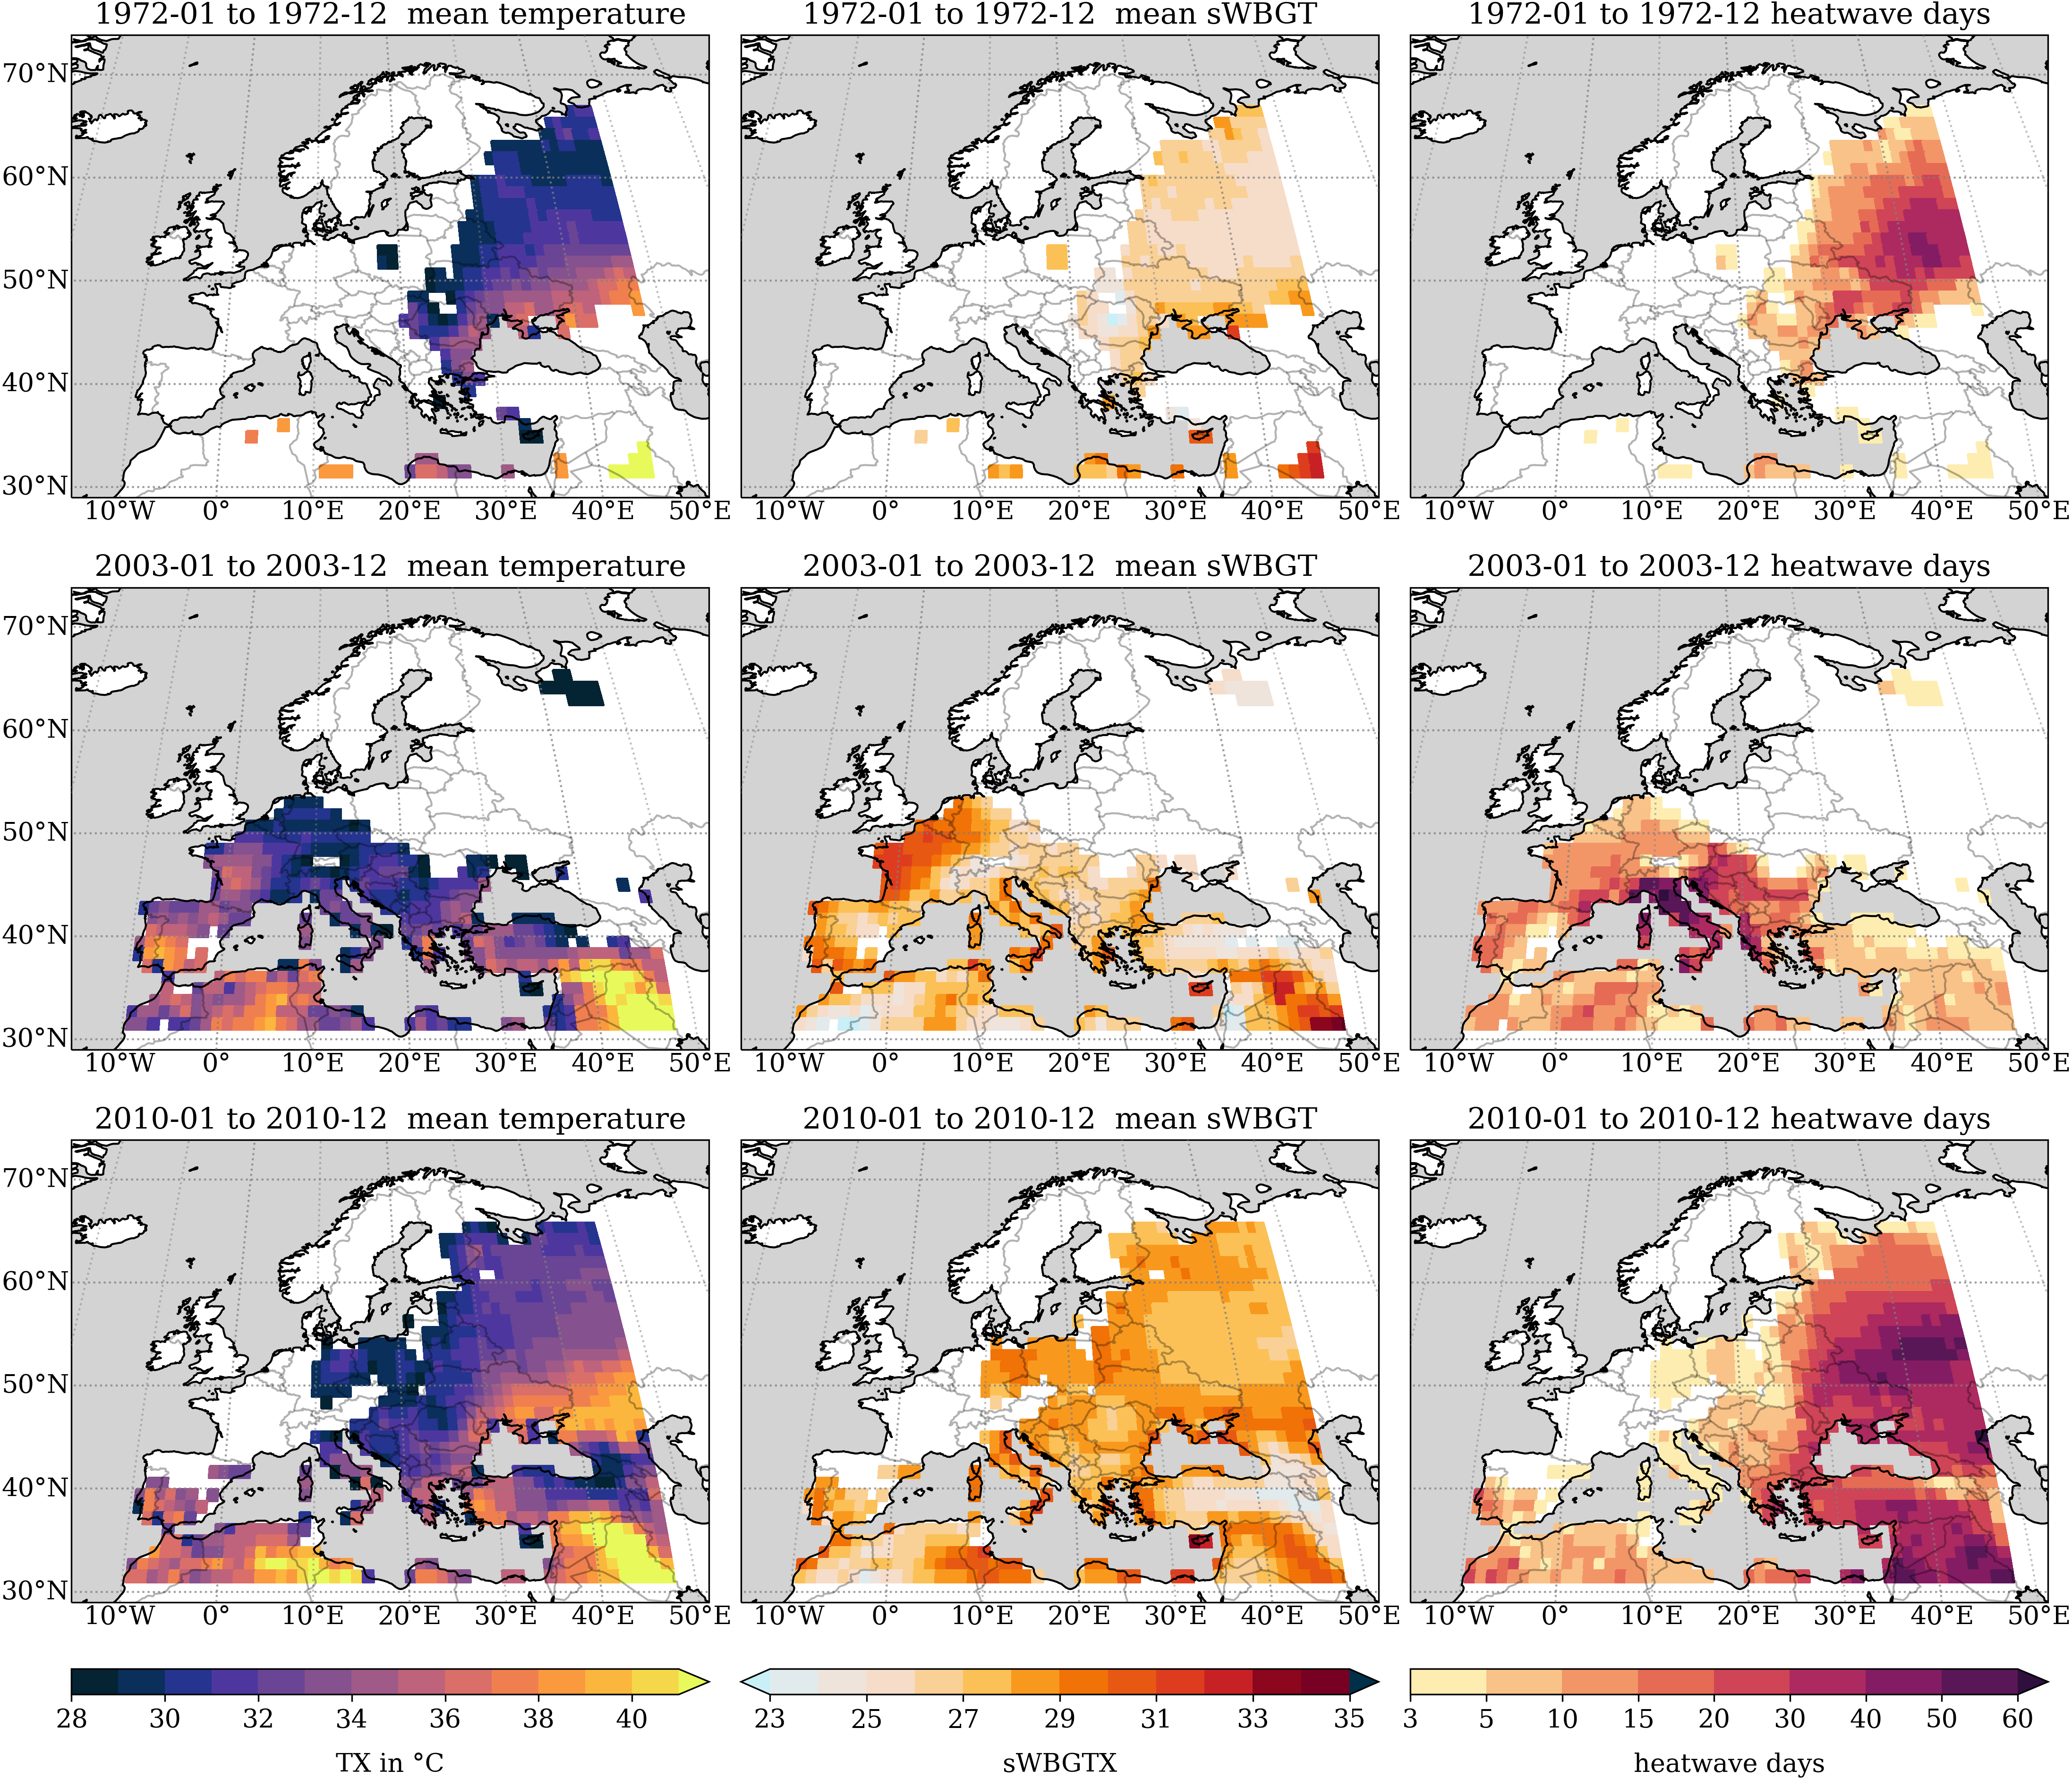 1972-01 to 1972-12 mean temperature
1972-01 to 1972-12 mean sWBGT
1972-01 to 1972-12 heatwave days
70°N
60°N
50°N
40°N
30°N
10°W 0° 10°E 20°E 30°E 40°E 50°E
10°W 0° 10°E 20°E 30°E 40°E 50°E
10°W 0° 10°E 20°E 30°E 40°E 50°E
2003-01 to 2003-12 mean temperature
2003-01 to 2003-12 mean sWBGT
2003-01 to 2003-12 heatwave days
70°N
60°N
50°N
40°N
30°N
10°W 0° 10°E 20°E 30°E 40°E 50°E
10°W 0° 10°E 20°E 30°E 40°E 50°E
10°W 0° 10°E 20°E 30°E 40°E 50°E
2010-01 to 2010-12 mean temperature
2010-01 to 2010-12 mean sWBGT
2010-01 to 2010-12 heatwave days
70°N
60°N
50°N
40°N
30°N
10°W 0° 10°E 20°E 30°E 40°E 50°E
10°W 0° 10°E 20°E 30°E 40°E 50°E
10°W 0° 10°E 20°E 30°E 40°E 50°E
28 30 32 34 36 38 40
TX in °C
23 25 27 29 31 33 35
sWBGTX
3 5 10 15 20 30 40 50 60
heatwave days